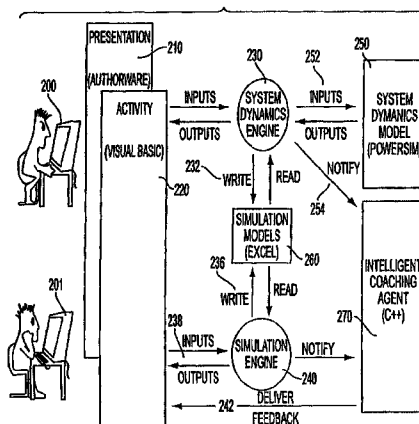 PRESENTATION
210
(AUTHORWARE)
200
ACTIVITY
(VISUAL BASIC)
220
INPUTS
OUTPUTS
230
SYSTEM
DYNAMICS
ENGINE
252
INPUTS
OUTPUTS
250
SYSTEM
DYMANICS
MODEL
(POWERSIM)
232
WRITE
READ
NOTIFY
254
SIMULATION
MODELS
(EXCEL)
260
236
WRITE
READ
INTELLIGENT
COACHING
AGENT
(C++)
270
201
238
INPUTS
OUTPUTS
SIMULATION
ENGINE
240
NOTIFY
242
DELIVER
FEEDBACK